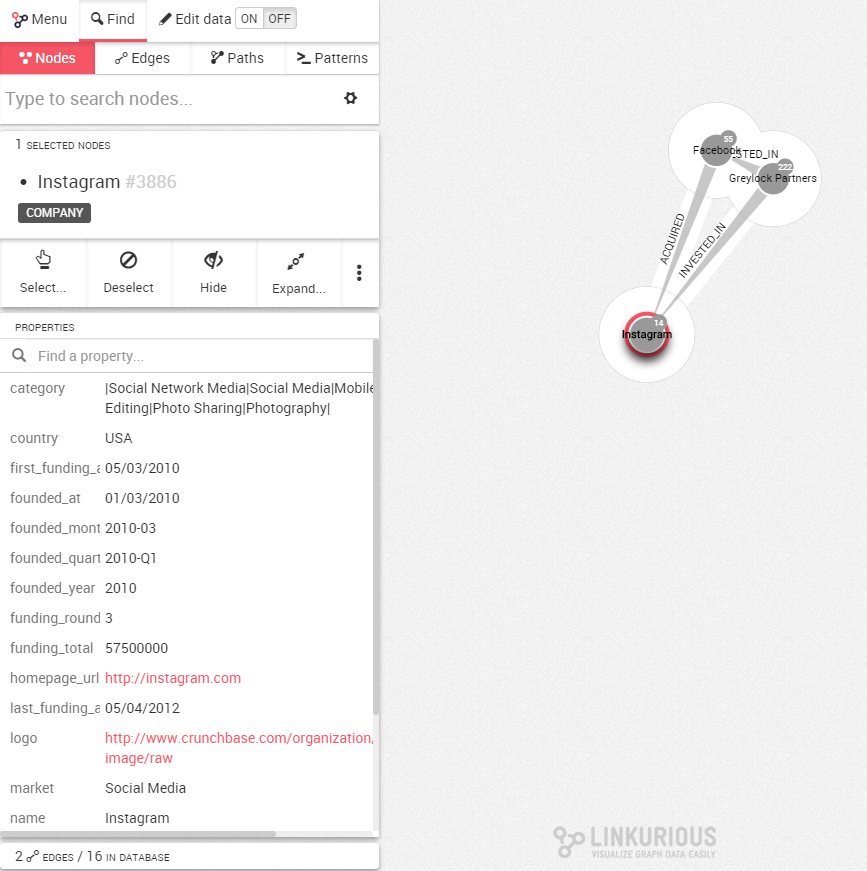 Menu Find Edit data ON OFF
Nodes Edges Paths Patterns
Type to search nodes...
1 SELECTED NODES
• Instagram #3886
COMPANY
Select... Deselect Hide Expand...
PROPERTIES
Find a property...
category |Social Network Media|Social Media|Mobile
Editing|Photo Sharing|Photography|
country USA
first_funding_a 05/03/2010
founded_at 01/03/2010
founded_mont 2010-03
founded_quart 2010-Q1
founded_year 2010
funding_round 3
funding_total 57500000
homepage_url http://instagram.com
last_funding_a 05/04/2012
logo http://www.crunchbase.com/organization/
image/raw
market Social Media
name Instagram
2 EDGES / 16 IN DATABASE
55
Facebook
STED_IN
222
Greylock Partners
ACQUIRED
INVESTED_IN
14
Instagram
LINKURIOUS
VISUALIZE GRAPH DATA EASILY